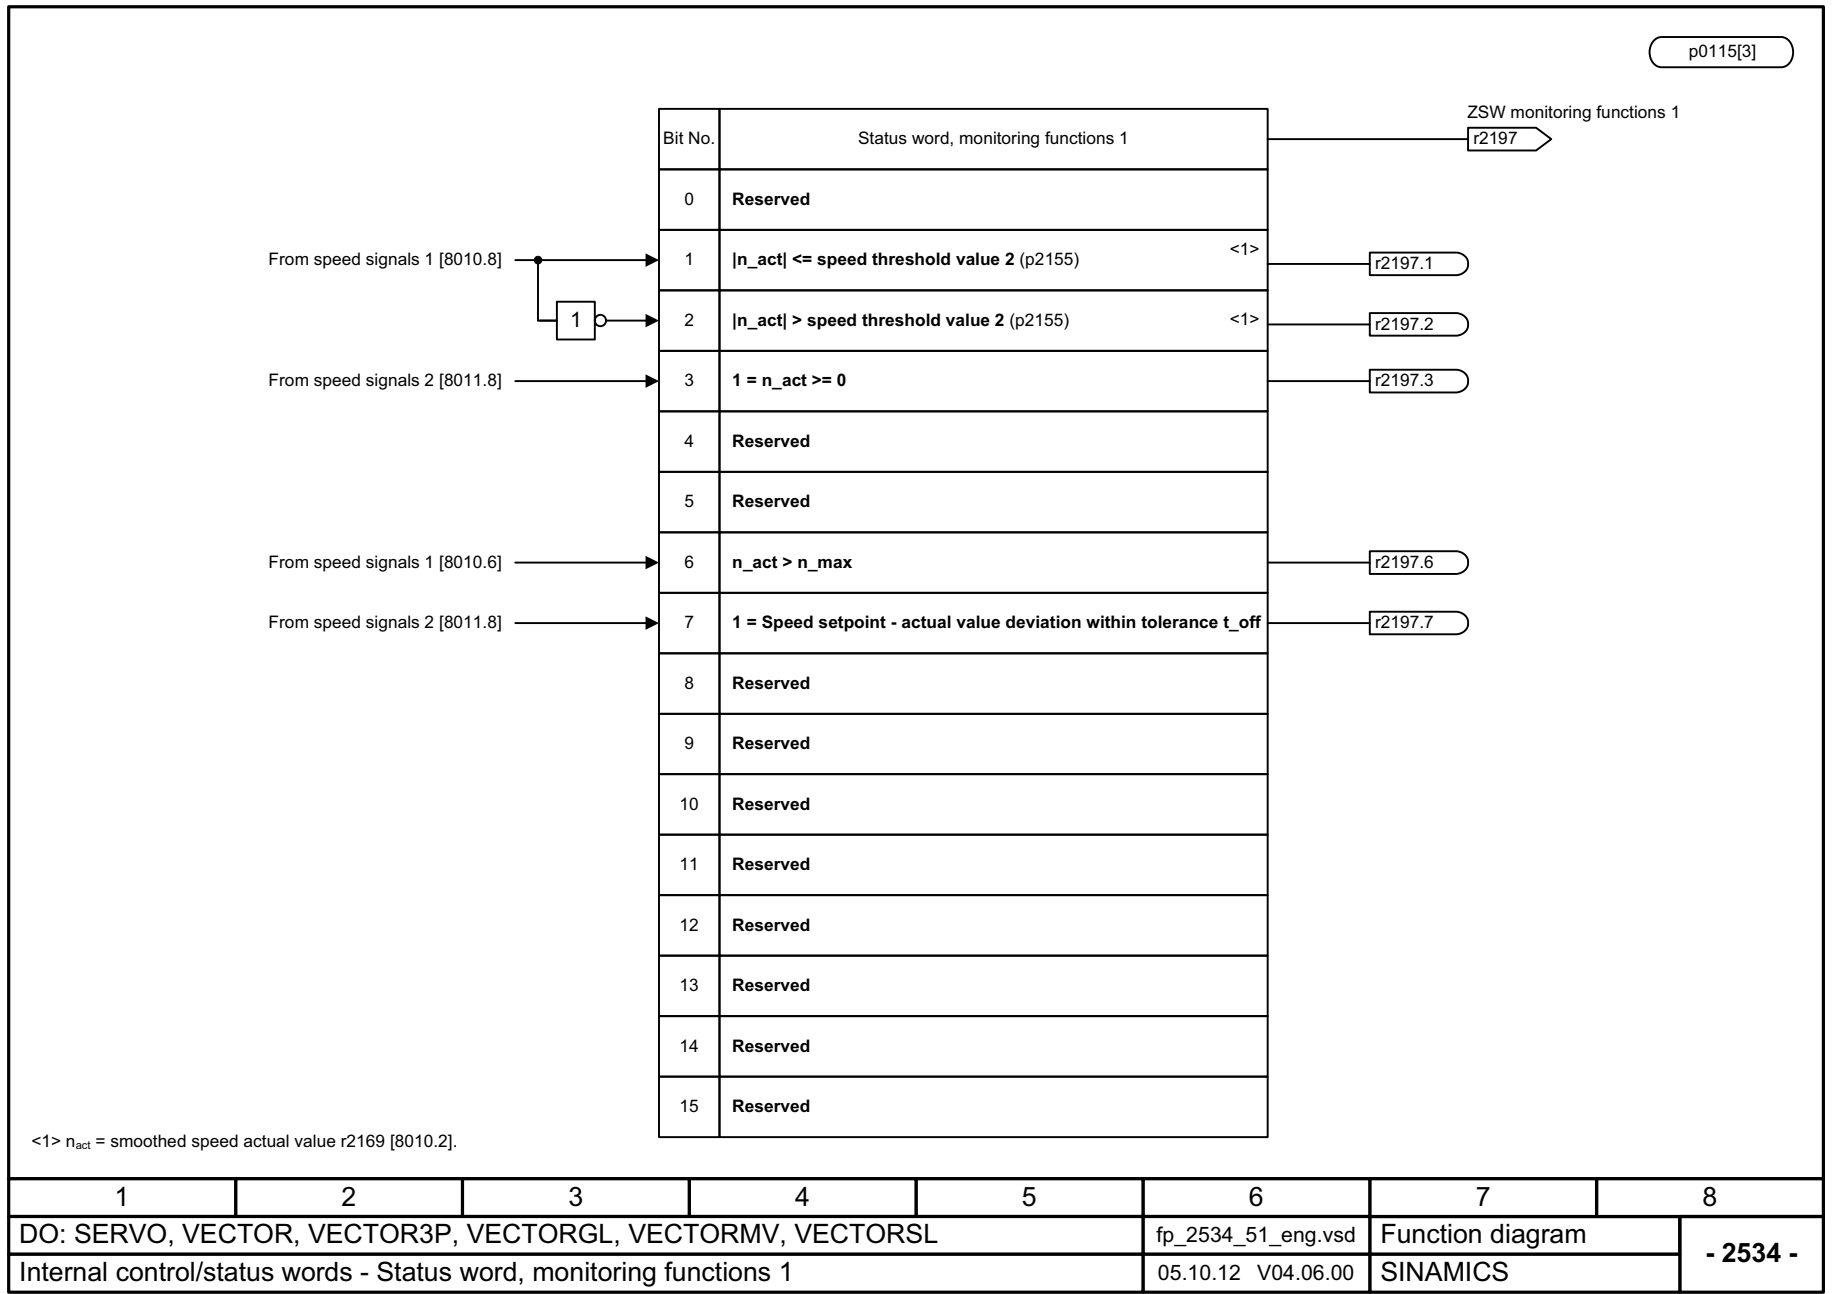 p0115[3]
ZSW monitoring functions 1
Bit No. Status word, monitoring functions 1 r2197
0 Reserved
From speed signals 1 [8010.8] 1 |n_act| <= speed threshold value 2 (p2155) <1> r2197.1
1 2 |n_act| > speed threshold value 2 (p2155) <1> r2197.2
From speed signals 2 [8011.8] 3 1 = n_act >= 0 r2197.3
4 Reserved
5 Reserved
From speed signals 1 [8010.6] 6 n_act > n_max r2197.6
From speed signals 2 [8011.8] 7 1 = Speed setpoint - actual value deviation within tolerance t_off r2197.7
8 Reserved
9 Reserved
10 Reserved
11 Reserved
12 Reserved
13 Reserved
14 Reserved
15 Reserved
<1> nact = smoothed speed actual value r2169 [8010.2].
1 2 3 4 5 6 7 8
DO: SERVO, VECTOR, VECTOR3P, VECTORGL, VECTORMV, VECTORSL fp_2534_51_eng.vsd Function diagram - 2534 -
Internal control/status words - Status word, monitoring functions 1 05.10.12 V04.06.00 SINAMICS